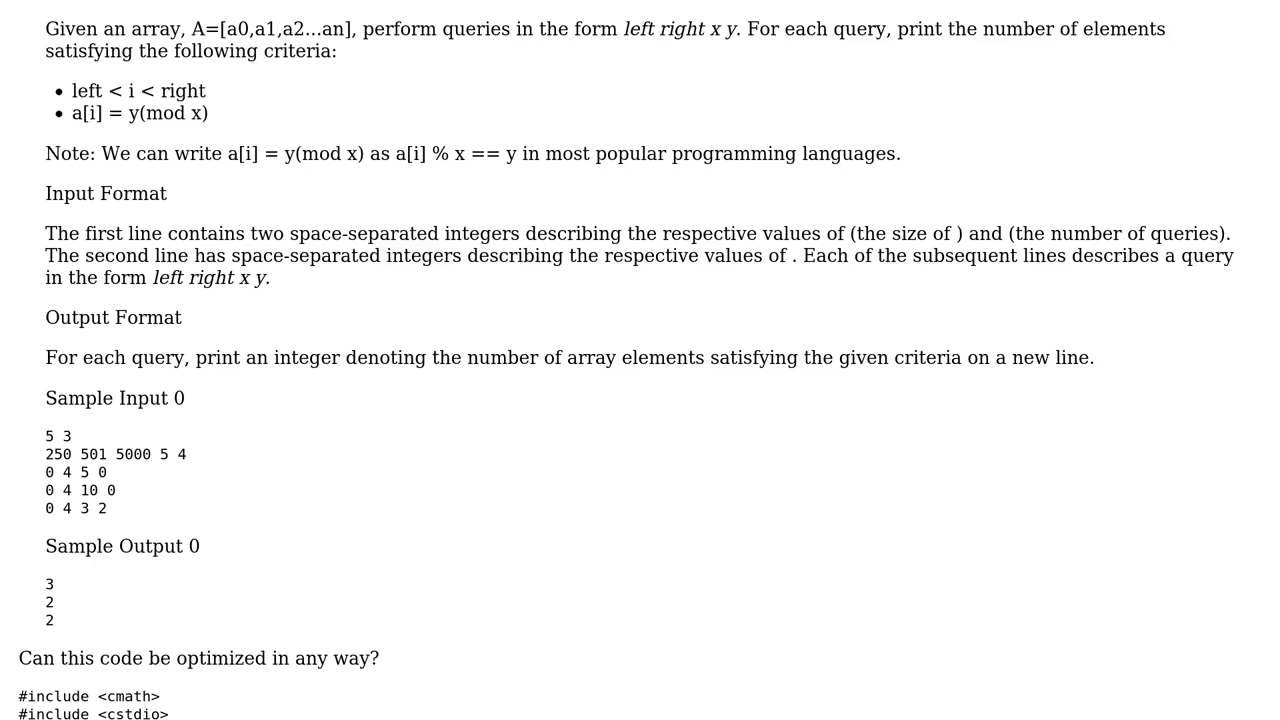 Given an array, A=[a0,a1,a2...an], perform queries in the form left right x y. For each query, print the number of elements
satisfying the following criteria:
• left < i < right
• a[i] = y(mod x)
Note: We can write a[i] = y(mod x) as a[i] % x == y in most popular programming languages.
Input Format
The first line contains two space-separated integers describing the respective values of (the size of ) and (the number of queries).
The second line has space-separated integers describing the respective values of . Each of the subsequent lines describes a query
in the form left right x y.
Output Format
For each query, print an integer denoting the number of array elements satisfying the given criteria on a new line.
Sample Input 0
5 3
250 501 5000 5 4
0 4 5 0
0 4 10 0
0 4 3 2
Sample Output 0
3
2
2
Can this code be optimized in any way?
#include <cmath>
#include <cstdio>